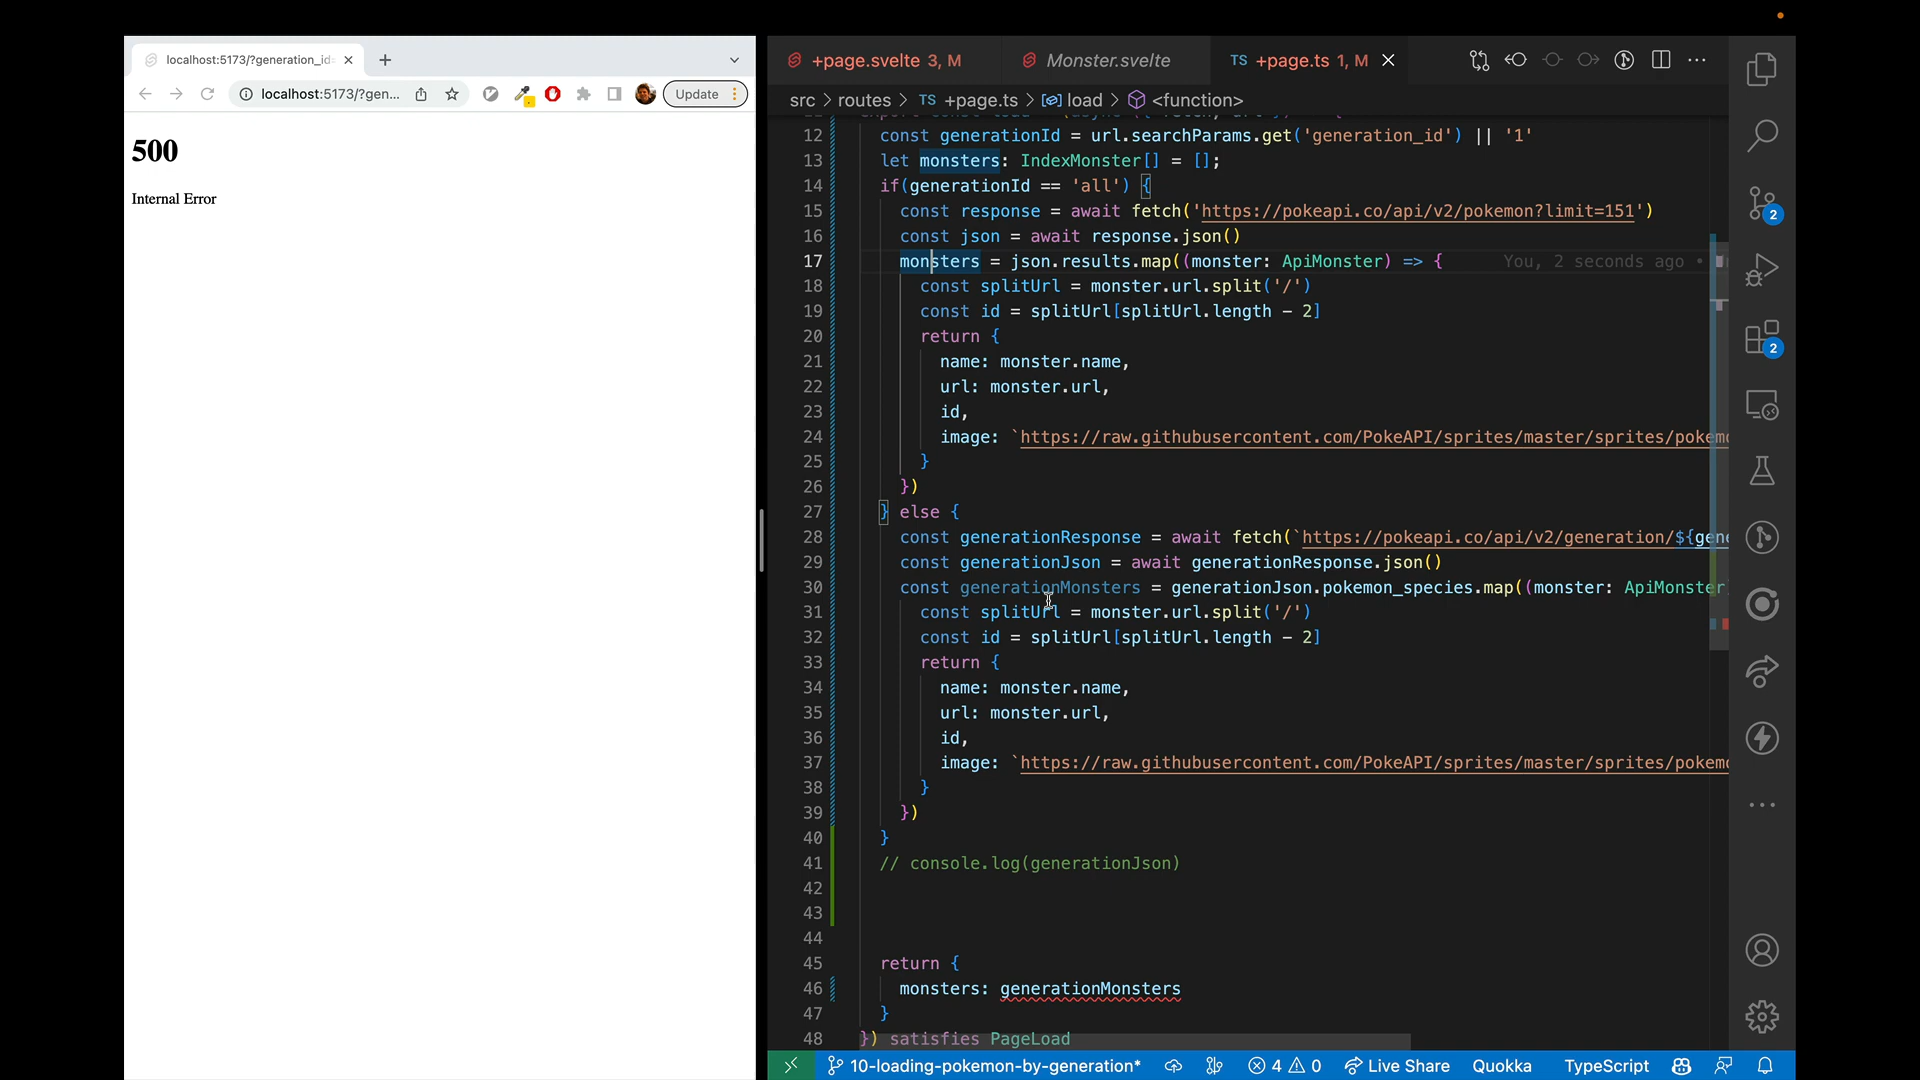 localhost:5173/?generation_id
localhost:5173/?gen...
Update
500
Internal Error
+page.svelte 3, M
Monster.svelte
TS +page.ts 1, M
src > routes > TS +page.ts > load > <function>
12 const generationId = url.searchParams.get('generation_id') || '1'
13 let monsters: IndexMonster[] = [];
14 if(generationId == 'all') {
15 const response = await fetch('https://pokeapi.co/api/v2/pokemon?limit=151')
16 const json = await response.json()
17 monsters = json.results.map((monster: ApiMonster) => { You, 2 seconds ago •
18 const splitUrl = monster.url.split('/')
19 const id = splitUrl[splitUrl.length - 2]
20 return {
21 name: monster.name,
22 url: monster.url,
23 id,
24 image: `https://raw.githubusercontent.com/PokeAPI/sprites/master/sprites/pokemo
25 }
26 })
27 } else {
28 const generationResponse = await fetch(`https://pokeapi.co/api/v2/generation/${gene
29 const generationJson = await generationResponse.json()
30 const generationMonsters = generationJson.pokemon_species.map((monster: ApiMonster)
31 const splitUrl = monster.url.split('/')
32 const id = splitUrl[splitUrl.length - 2]
33 return {
34 name: monster.name,
35 url: monster.url,
36 id,
37 image: `https://raw.githubusercontent.com/PokeAPI/sprites/master/sprites/pokemo
38 }
39 })
40 }
41 // console.log(generationJson)
42
43
44
45 return {
46 monsters: generationMonsters
47 }
48 }) satisfies PageLoad
2
2
10-loading-pokemon-by-generation* 4 0 Live Share Quokka TypeScript